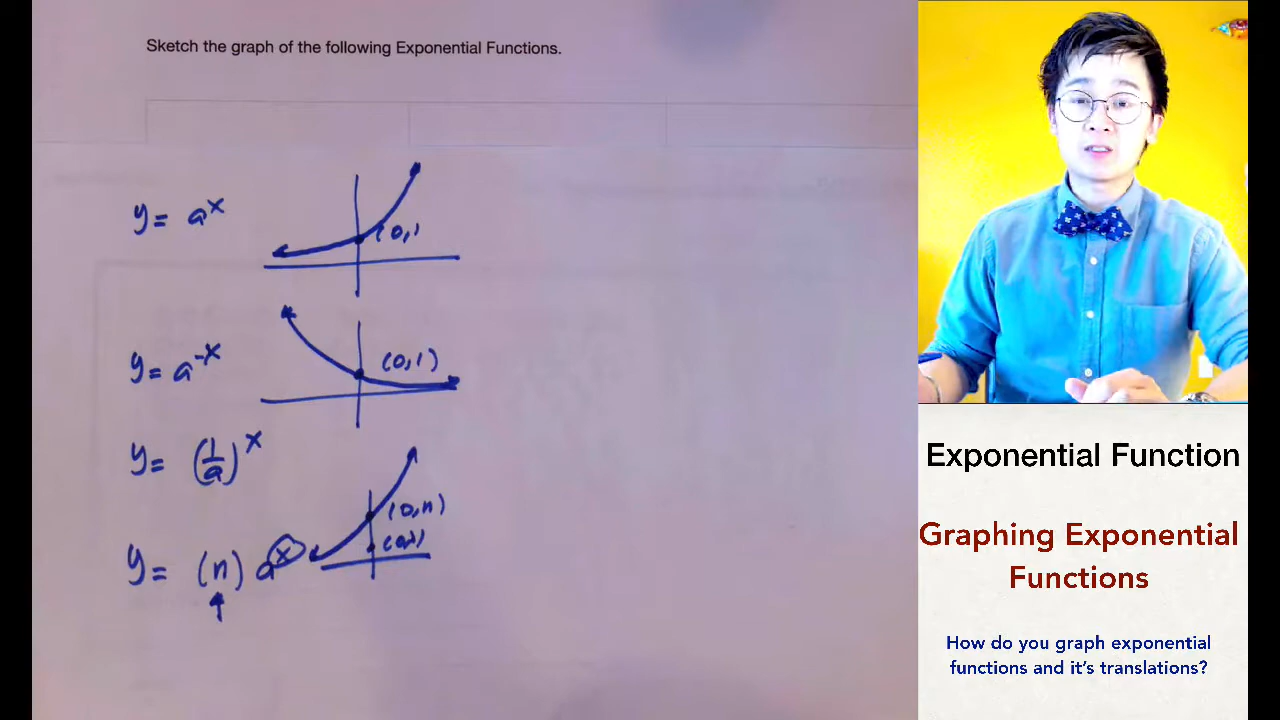 Sketch the graph of the following Exponential Functions.
y = a^x
(0,1
y = a^-x
(0,1)
y = (1/a)^x
(0,n)
(0,1)
y = (n) a^x
Exponential Function
Graphing Exponential
Functions
How do you graph exponential
functions and it's translations?